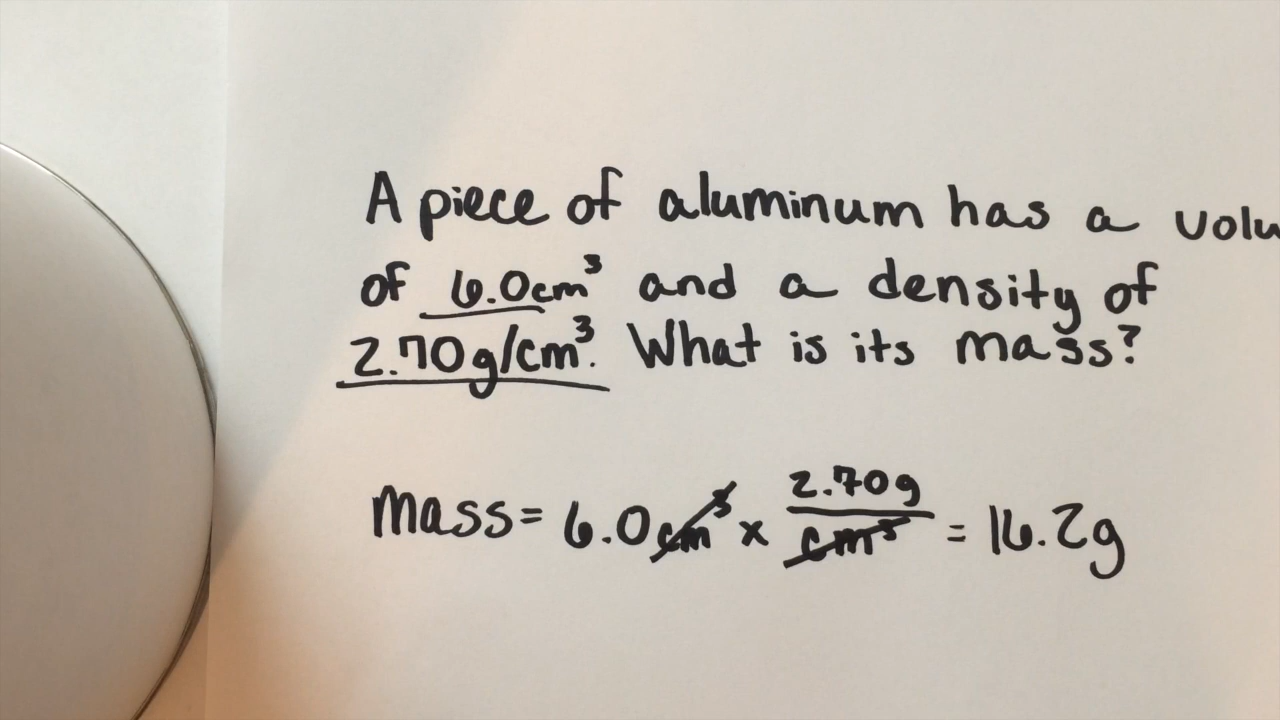 A piece of aluminum has a volu
of 6.0cm³ and a density of
2.70g/cm³. What is its mass?
mass = 6.0cm³ x 2.70g/cm³ = 16.2g